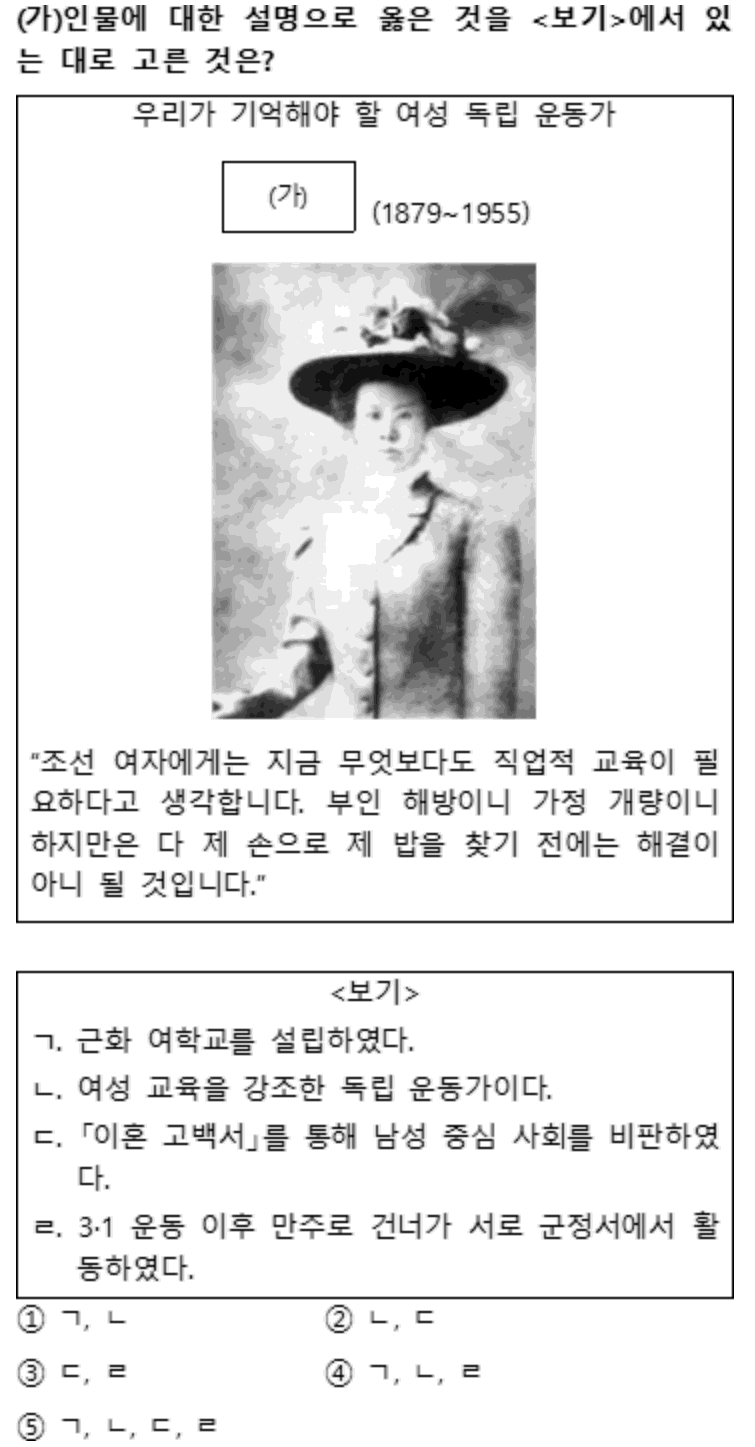 (가)인물에 대한 설명으로 옳은 것을 <보기>에서 있
는 대로 고른 것은?
우리가 기억해야 할 여성 독립 운동가
(가) (1879~1955)
"조선 여자에게는 지금 무엇보다도 직업적 교육이 필
요하다고 생각합니다. 부인 해방이니 가정 개량이니
하지만은 다 제 손으로 제 밥을 찾기 전에는 해결이
아니 될 것입니다."
<보기>
ㄱ. 근화 여학교를 설립하였다.
ㄴ. 여성 교육을 강조한 독립 운동가이다.
ㄷ. 「이혼 고백서」를 통해 남성 중심 사회를 비판하였
다.
ㄹ. 3·1 운동 이후 만주로 건너가 서로 군정서에서 활
동하였다.
① ㄱ, ㄴ ② ㄴ, ㄷ
③ ㄷ, ㄹ ④ ㄱ, ㄴ, ㄹ
⑤ ㄱ, ㄴ, ㄷ, ㄹ